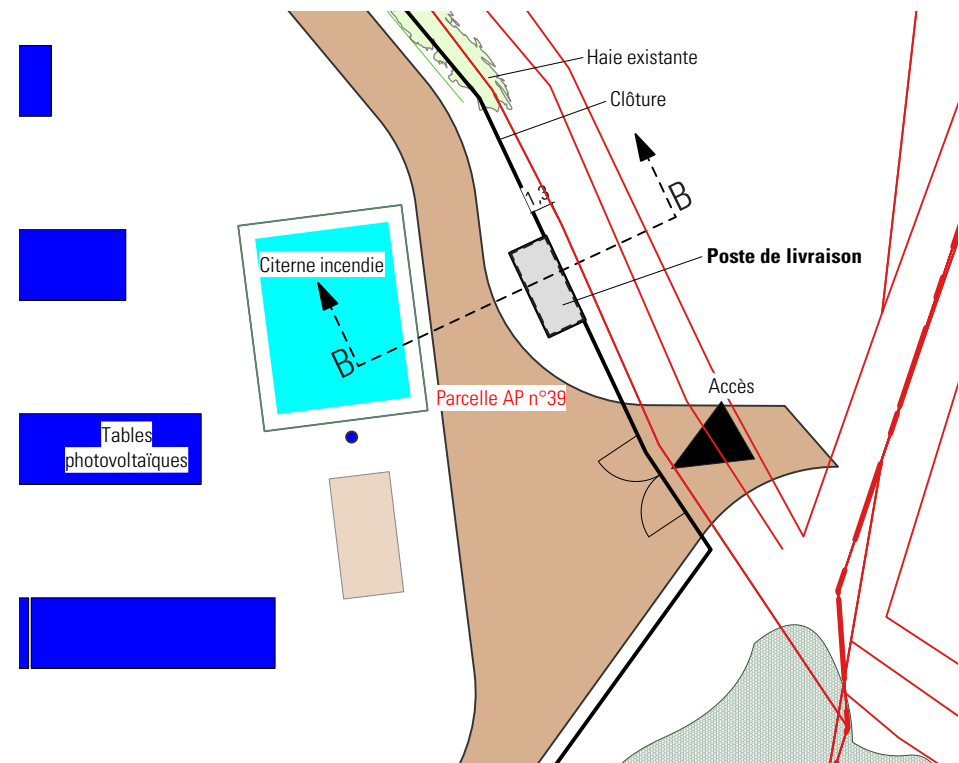 Haie existante
Clôture
1,3
B
Poste de livraison
Citerne incendie
B
Accès
Parcelle AP n°39
Tables
photovoltaïques